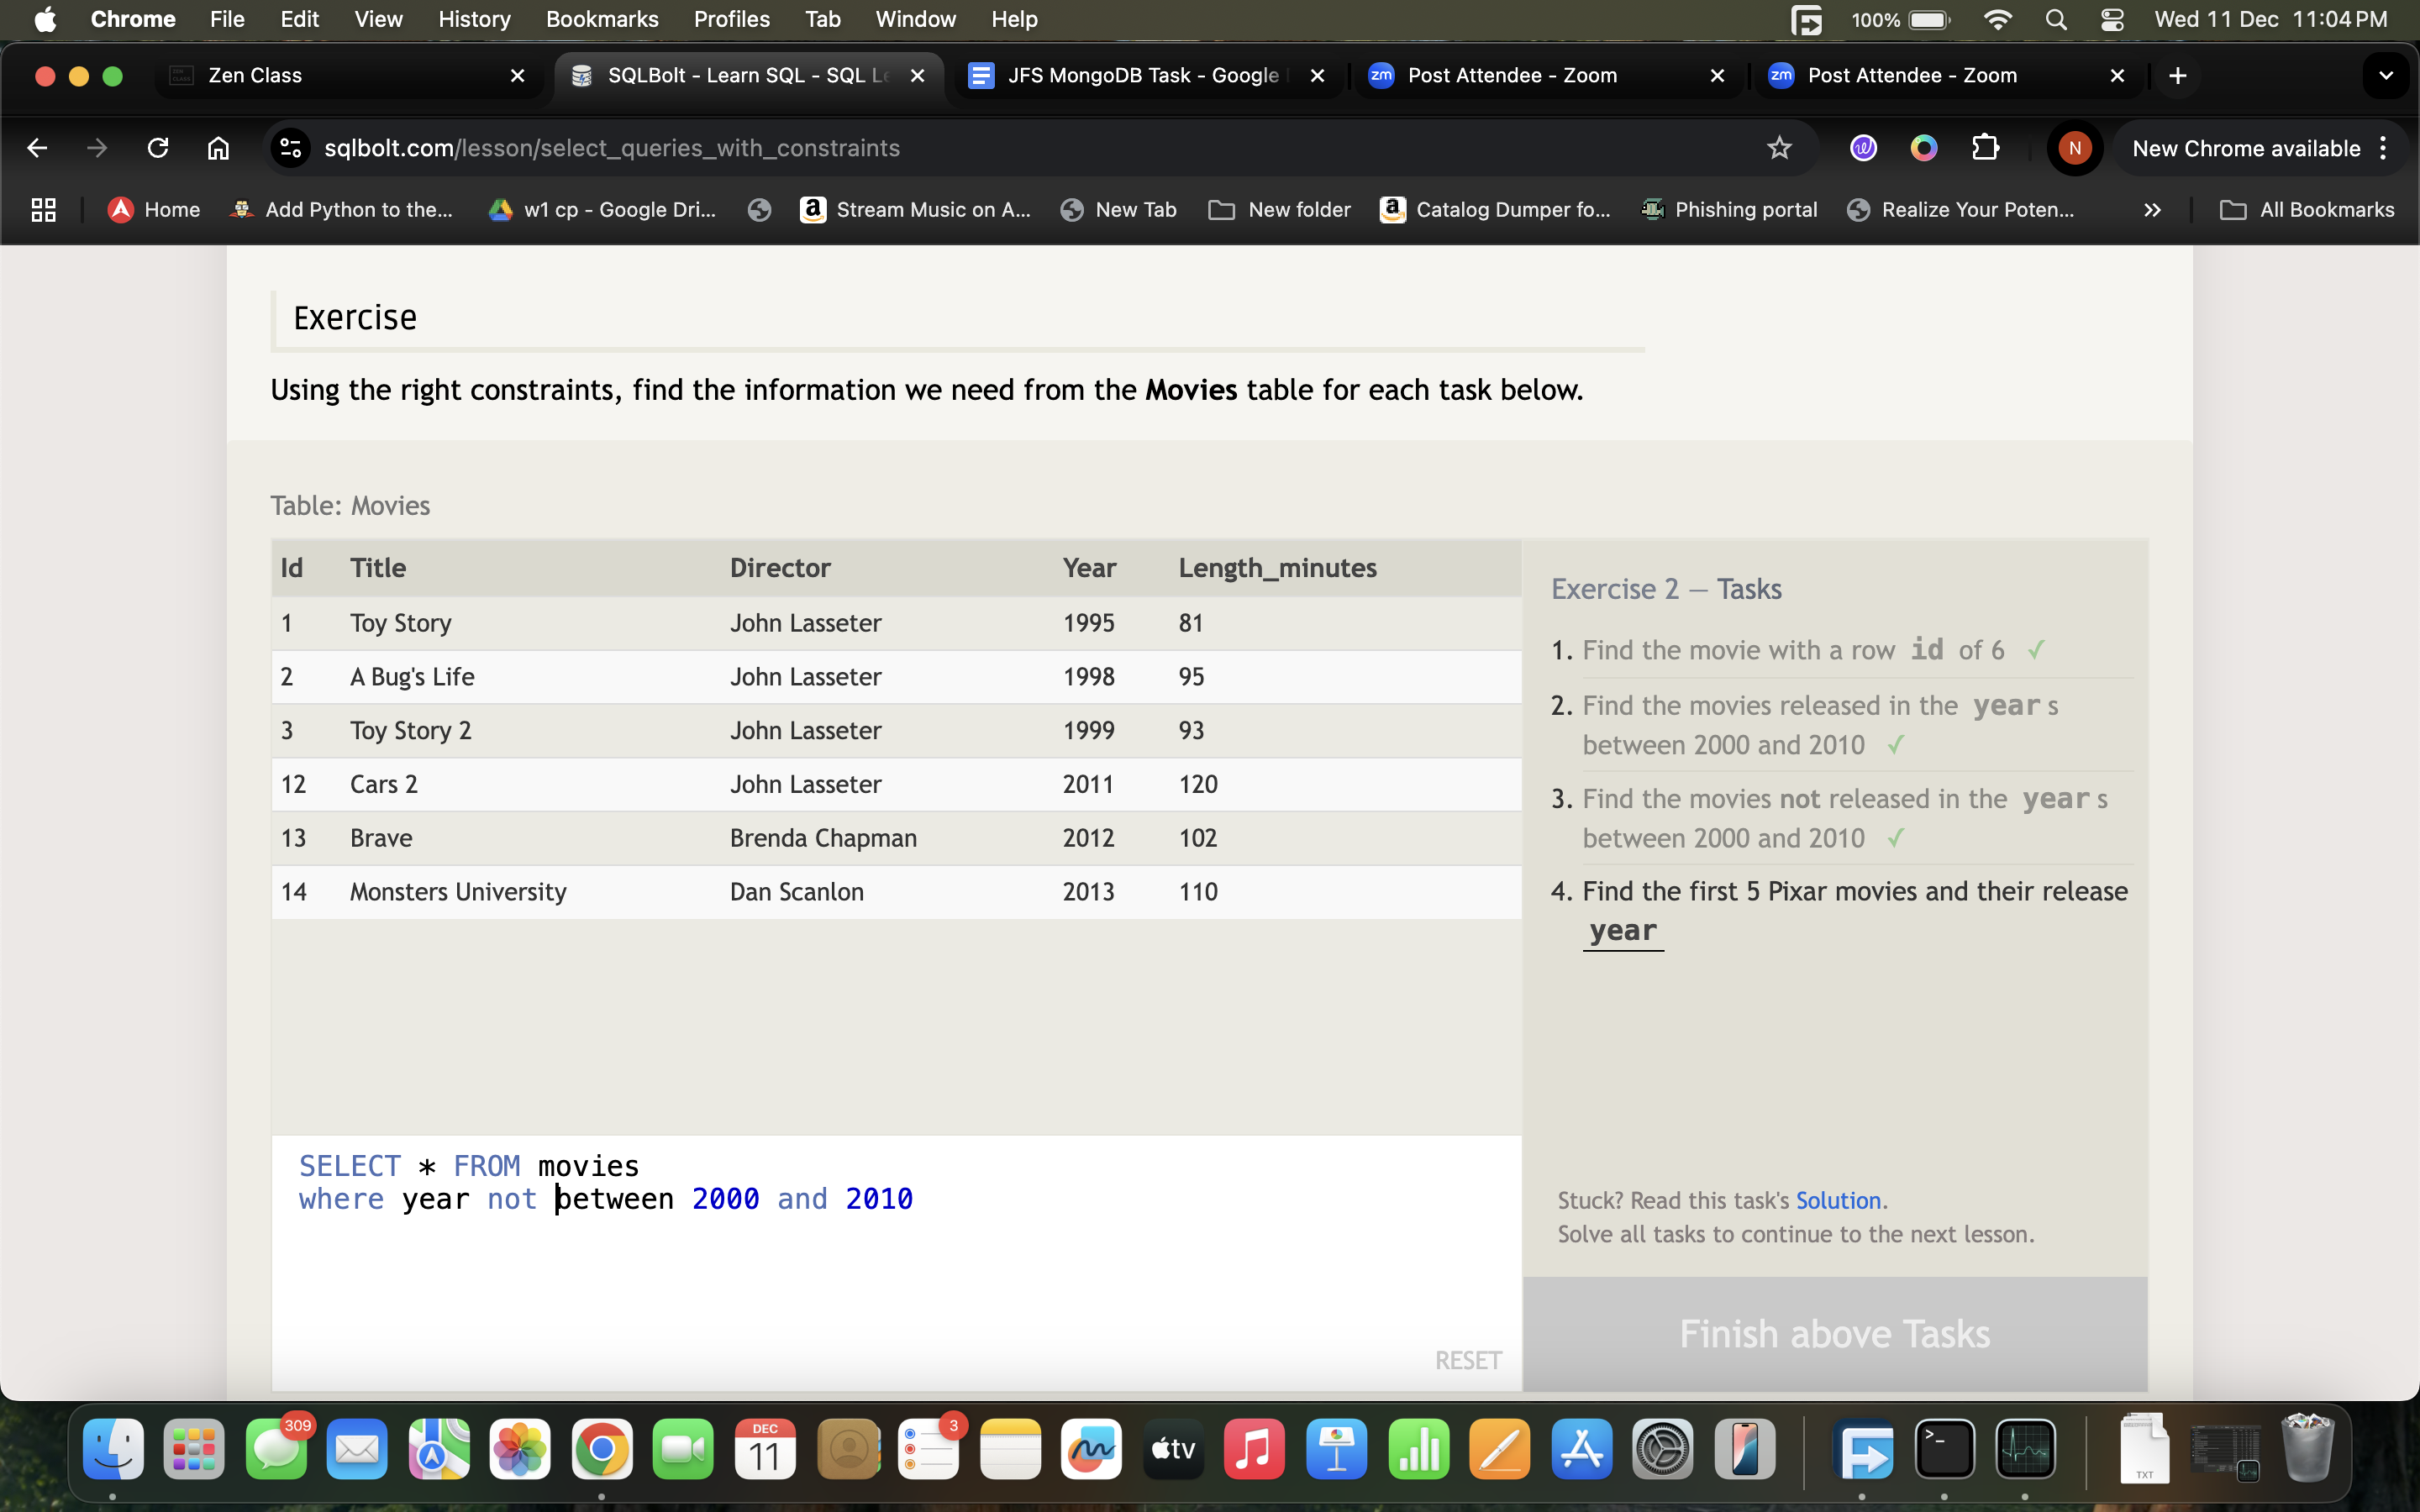 Chrome File Edit View History Bookmarks Profiles Tab Window Help 100% Wed 11 Dec 11:04 PM
Zen Class SQLBolt - Learn SQL - SQL Le JFS MongoDB Task - Google Post Attendee - Zoom Post Attendee - Zoom
sqlbolt.com/lesson/select_queries_with_constraints N New Chrome available
Home Add Python to the... w1 cp - Google Dri... Stream Music on A... New Tab New folder Catalog Dumper fo... Phishing portal Realize Your Poten... All Bookmarks
Exercise
Using the right constraints, find the information we need from the Movies table for each task below.
Table: Movies
Id Title Director Year Length_minutes
1 Toy Story John Lasseter 1995 81
2 A Bug's Life John Lasseter 1998 95
3 Toy Story 2 John Lasseter 1999 93
12 Cars 2 John Lasseter 2011 120
13 Brave Brenda Chapman 2012 102
14 Monsters University Dan Scanlon 2013 110
SELECT * FROM movies
where year not between 2000 and 2010
RESET
Exercise 2 — Tasks
1. Find the movie with a row id of 6 ✓
2. Find the movies released in the year s
between 2000 and 2010 ✓
3. Find the movies not released in the year s
between 2000 and 2010 ✓
4. Find the first 5 Pixar movies and their release
year
Stuck? Read this task's Solution.
Solve all tasks to continue to the next lesson.
Finish above Tasks
309 DEC 11 3 tv TXT